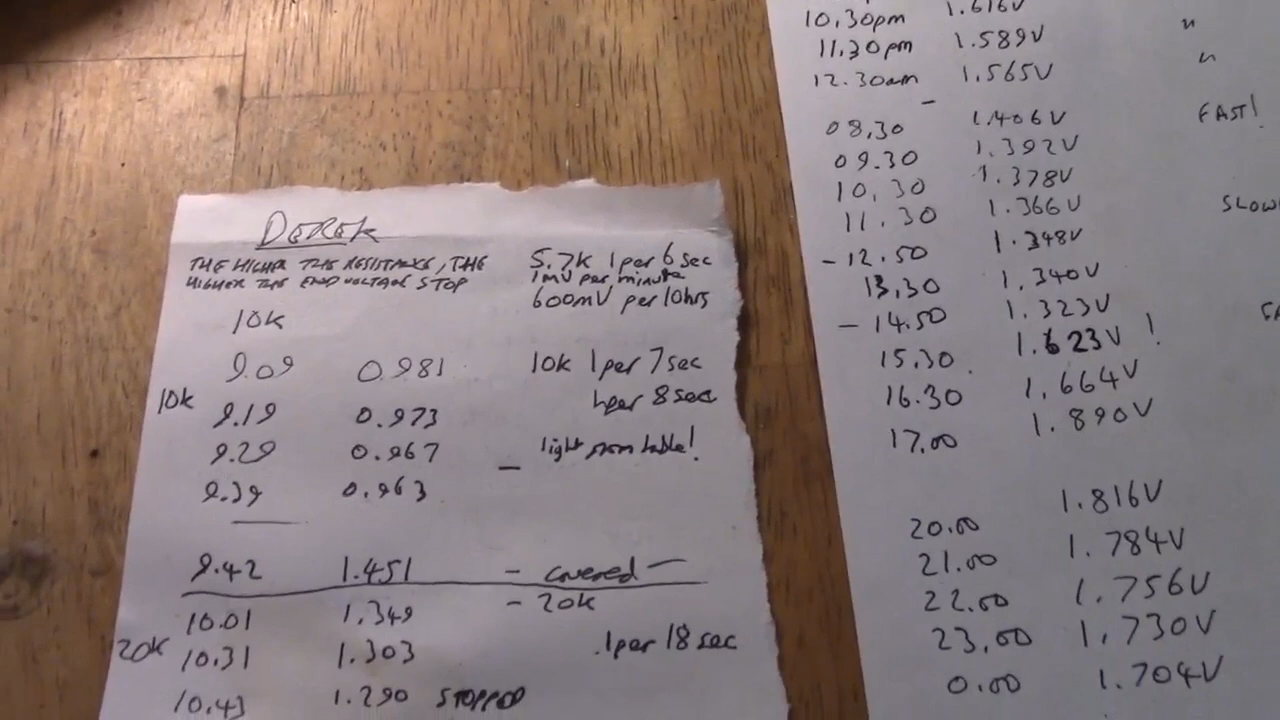 DEREK
THE HIGHER THE RESISTANCE, THE
HIGHER THE END VOLTAGE STOP
5.7k 1 per 6 sec
1mV per minute
600mV per 10hrs
10k
9.09 0.981 10k 1 per 7 sec
10k
9.19 0.973 1 per 8 sec
9.29 0.967 light from table!
9.39 0.963 –
9.42 1.451 - covered -
10.01 1.349 - 20k
20k 10.31 1.303 .1 per 18 sec
10.43 1.290 STOPPED
10.30pm 1.616V "
11.30pm 1.589V "
12.30am 1.565V
-
08.30 1.406V FAST!
09.30 1.392V
10.30 1.378V
11.30 1.366V SLOW
-12.50 1.348V
13.30 1.340V
-14.50 1.323V
15.30. 1.623V !
16.30 1.664V
17.00 1.890V
20.00 1.816V
21.00 1.784V
22.00 1.756V
23.00 1.730V
0.00 1.704V